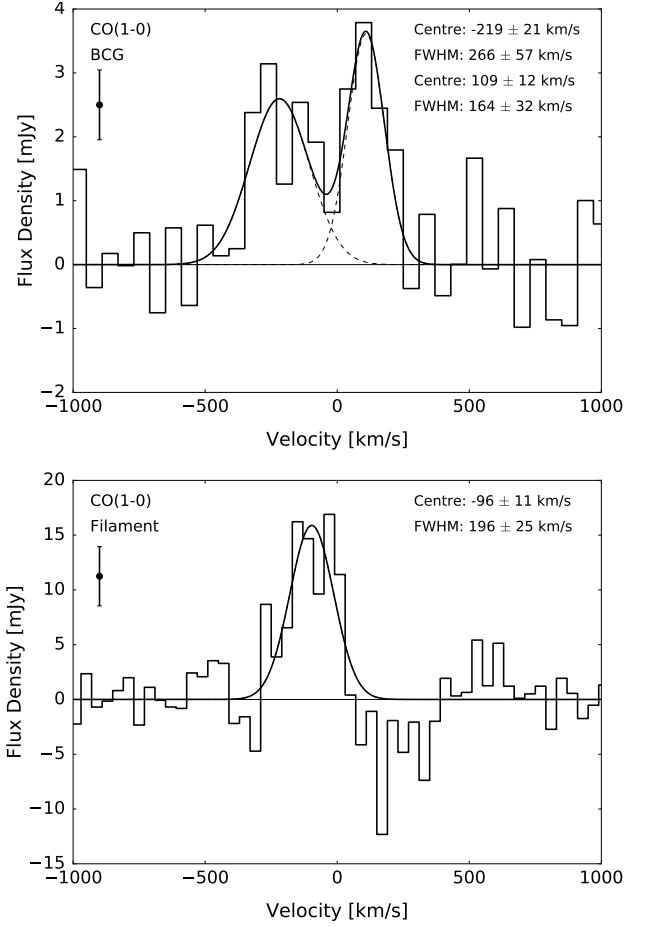 4
3
2
1
0
−1
−2
Flux Density [mJy]
CO(1-0)
BCG
Centre: -219 ± 21 km/s
FWHM: 266 ± 57 km/s
Centre: 109 ± 12 km/s
FWHM: 164 ± 32 km/s
−1000 −500 0 500 1000
Velocity [km/s]
20
15
10
5
0
−5
−10
−15
Flux Density [mJy]
CO(1-0)
Filament
Centre: -96 ± 11 km/s
FWHM: 196 ± 25 km/s
−1000 −500 0 500 1000
Velocity [km/s]